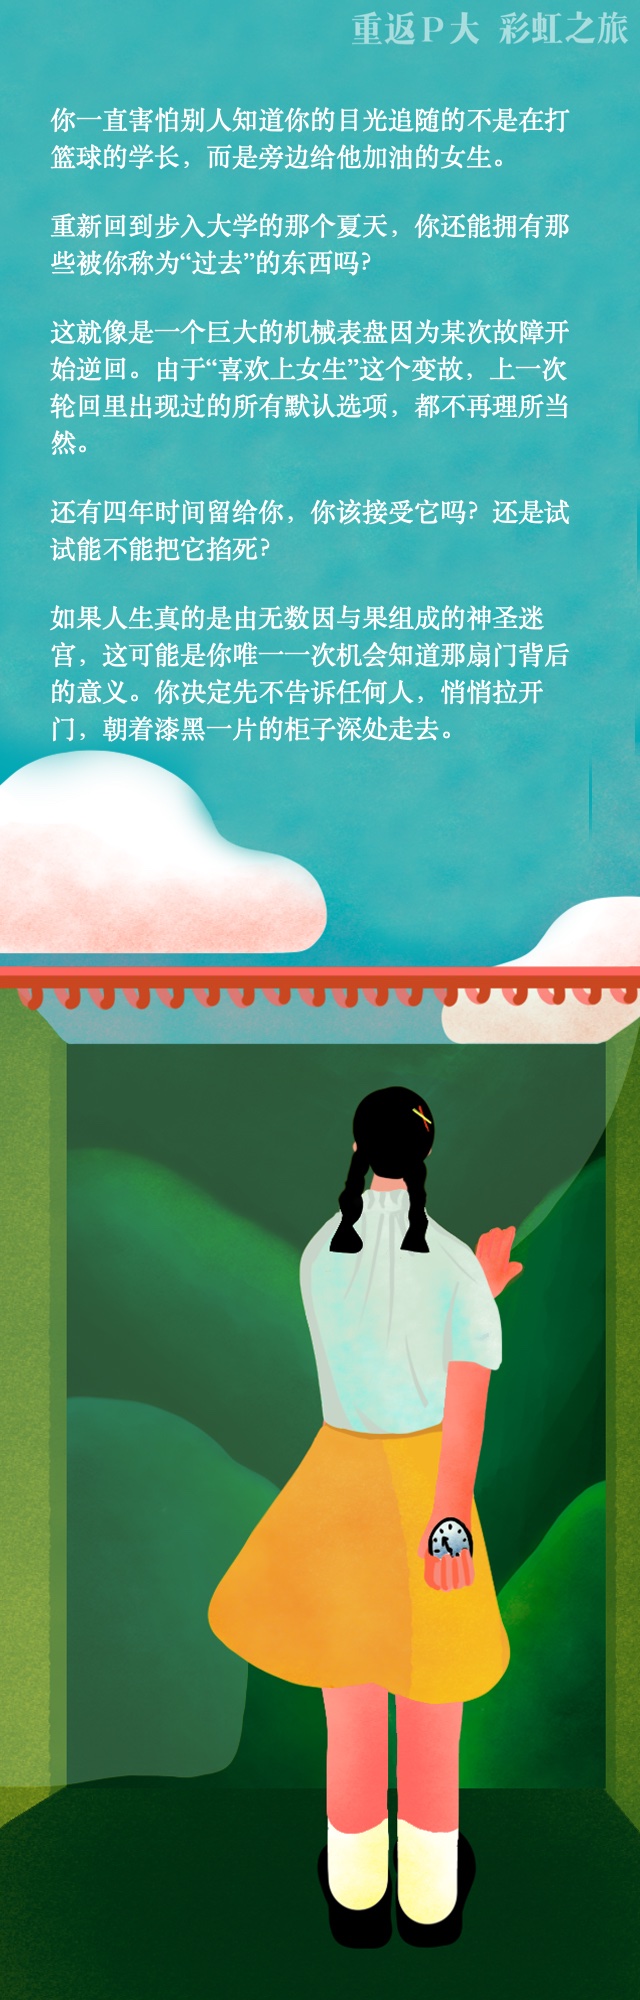 重返P大 彩虹之旅
你一直害怕别人知道你的目光追随的不是在打
篮球的学长，而是旁边给他加油的女生。
重新回到步入大学的那个夏天，你还能拥有那
些被你称为“过去”的东西吗？
这就像是一个巨大的机械表盘因为某次故障开
始逆回。由于“喜欢上女生”这个变故，上一次
轮回里出现过的所有默认选项，都不再理所当
然。
还有四年时间留给你，你该接受它吗？还是试
试能不能把它掐死？
如果人生真的是由无数因与果组成的神圣迷
宫，这可能是你唯一一次机会知道那扇门背后
的意义。你决定先不告诉任何人，悄悄拉开
门，朝着漆黑一片的柜子深处走去。